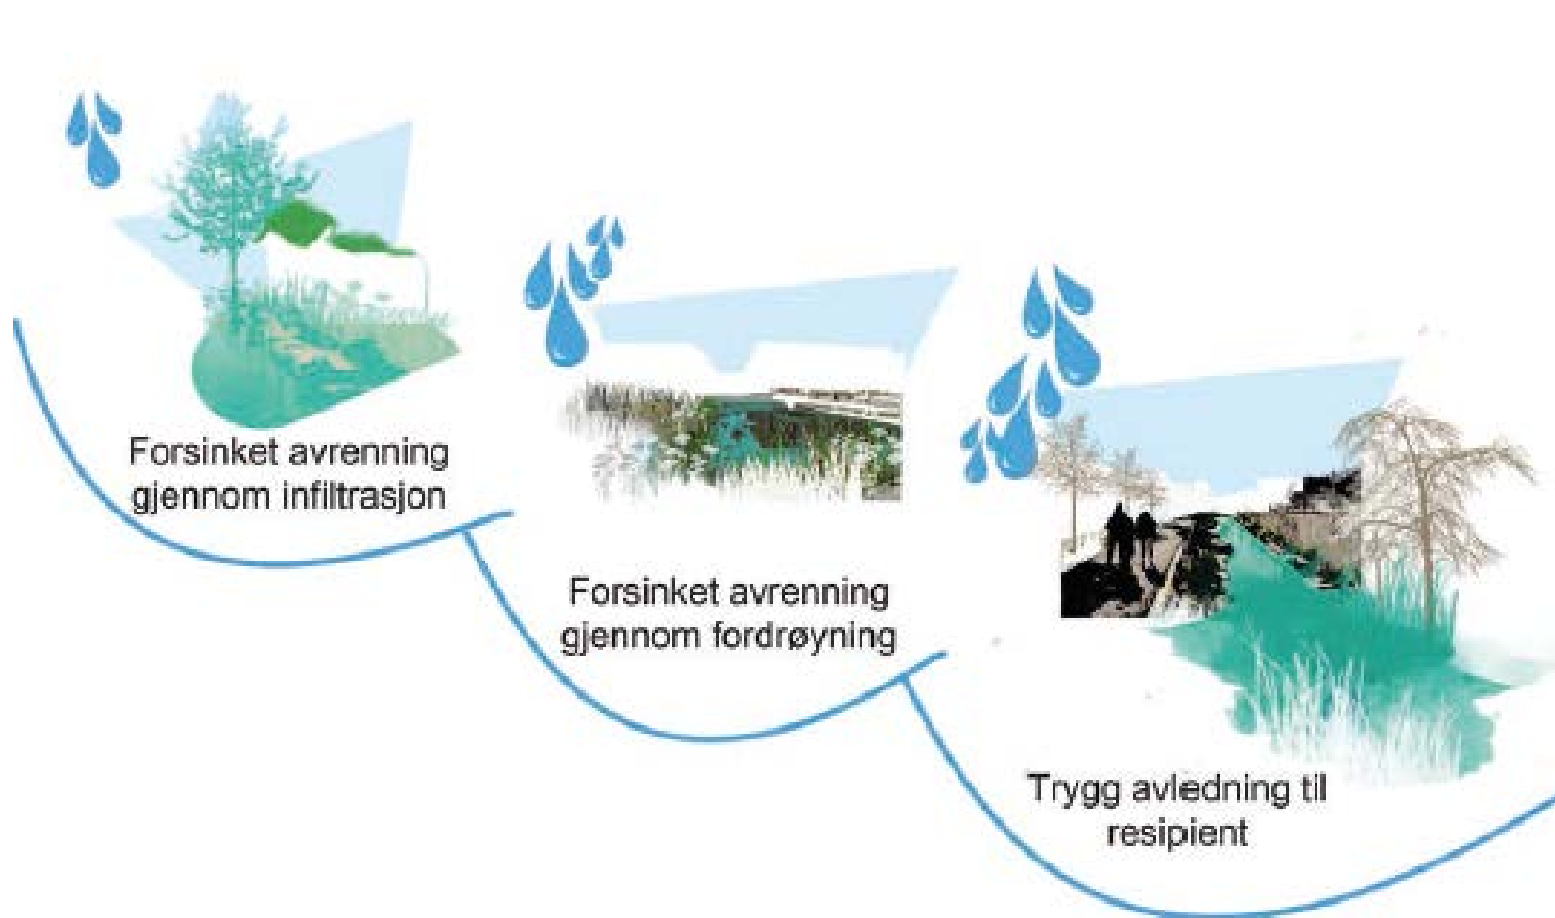 Forsinket avrenning
gjennom infiltrasjon
Forsinket avrenning
gjennom fordrøyning
Trygg avledning til
resipient